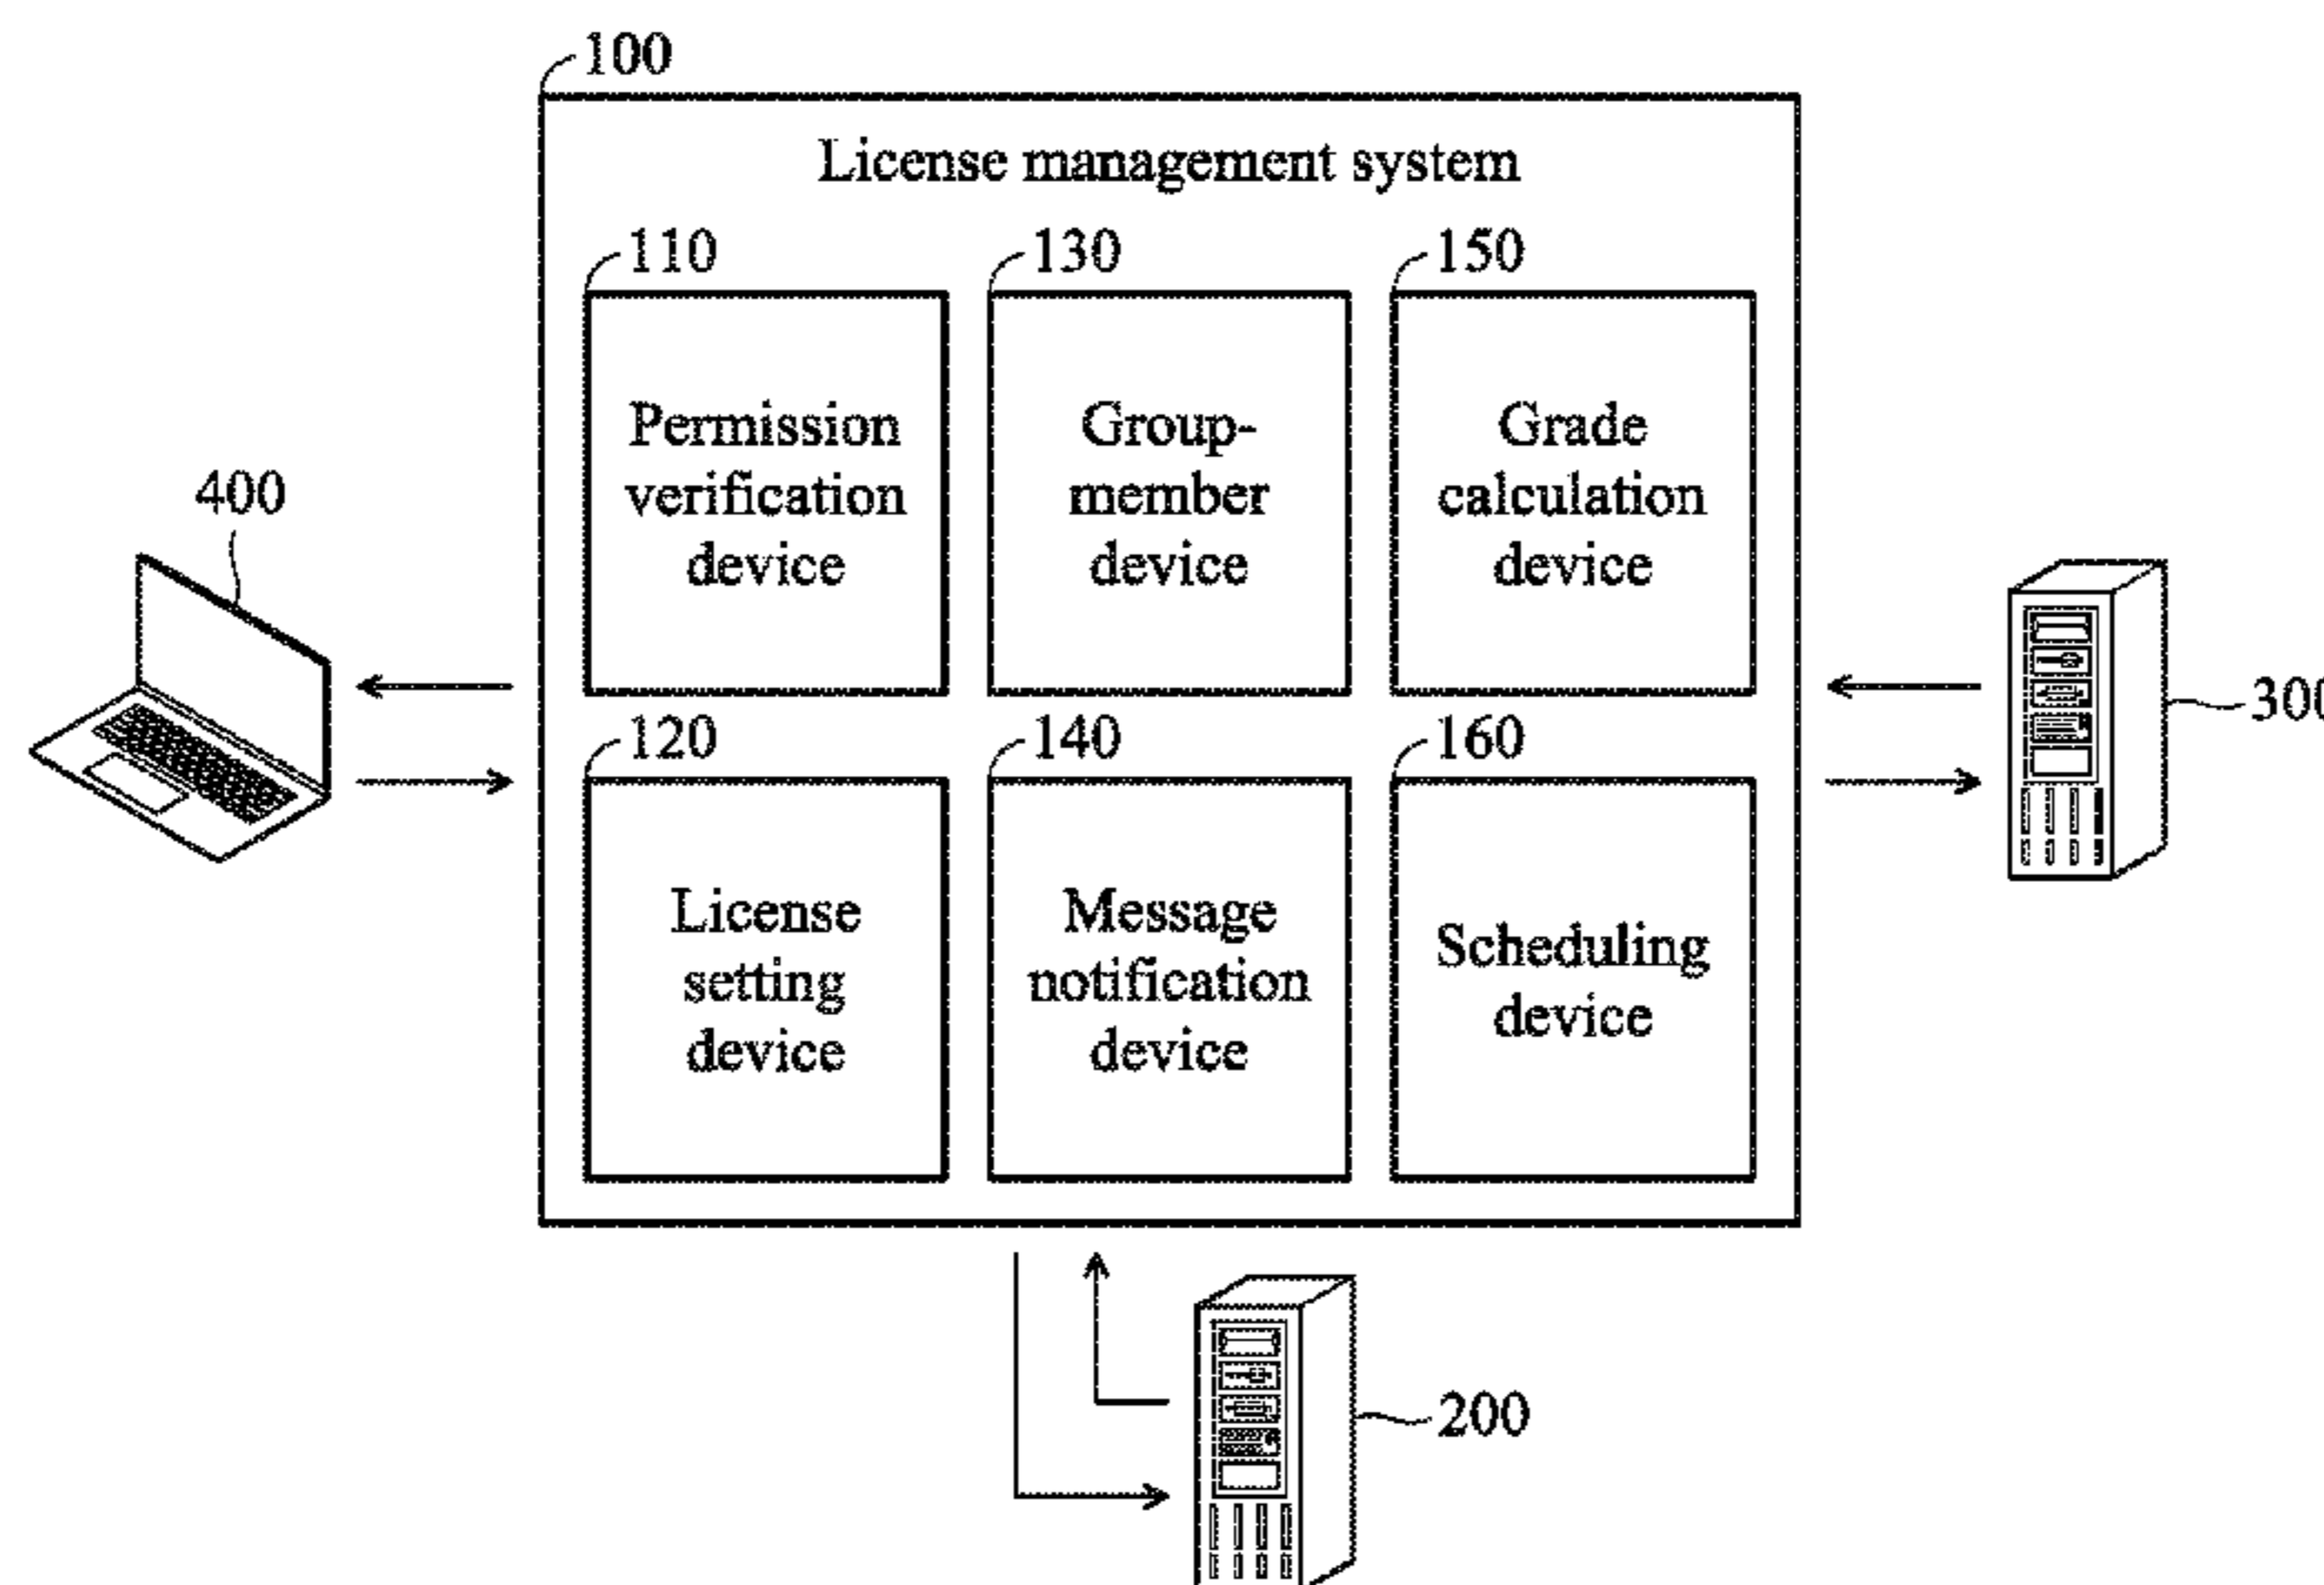 100
License management system
110
130
150
Permission
verification
device
Group-
member
device
Grade
calculation
device
400
300
120
140
160
License
setting
device
Message
notification
device
Scheduling
device
200